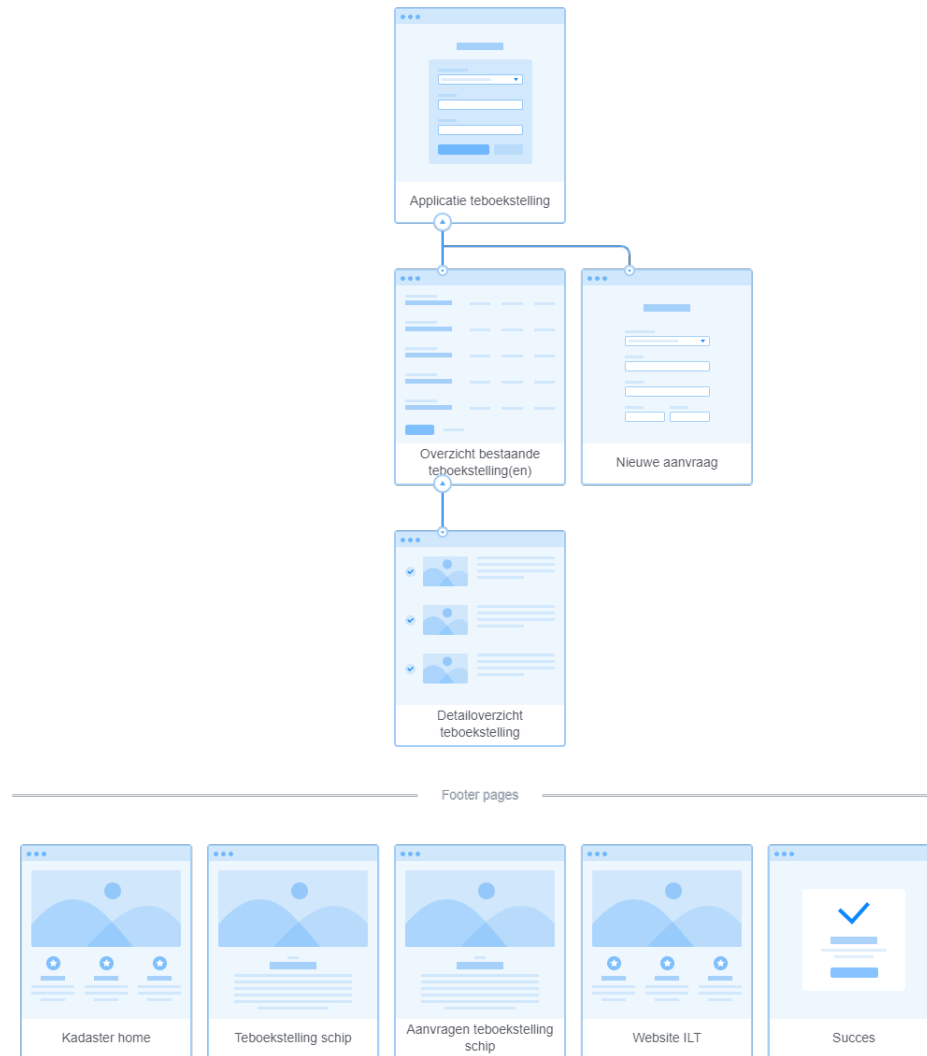 Applicatie teboekstelling
Overzicht bestaande
teboekstelling(en)
Nieuwe aanvraag
Detailoverzicht
teboekstelling
Footer pages
Kadaster home
Teboekstelling schip
Aanvragen teboekstelling
schip
Website ILT
Succes